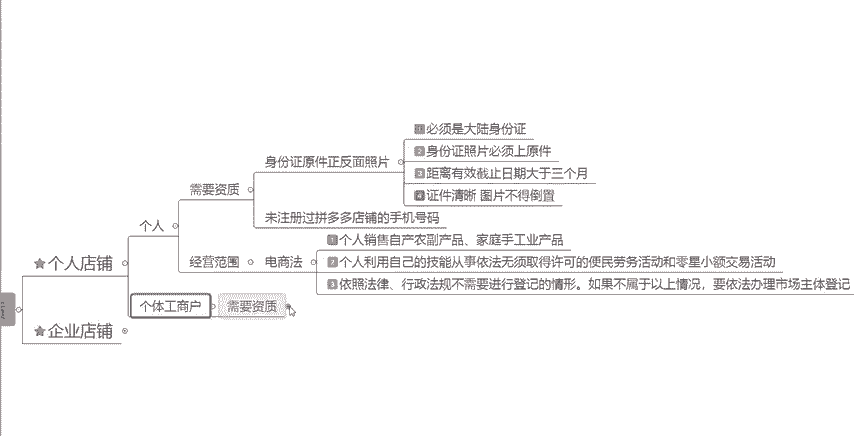 必须是大陆身份证
身份证照片必须上原件
身份证原件正反面照片
距离有效截止日期大于三个月
需要资质
证件清晰 图片不得倒置
未注册过拼多多店铺的手机号码
个人
个人销售自产农副产品、家庭手工业产品
个人店铺
经营范围
电商法
个人利用自己的技能从事依法无须取得许可的便民劳务活动和零星小额交易活动
依照法律、行政法规不需要进行登记的情形。如果不属于以上情况，要依法办理市场主体登记
个体工商户
需要资质
企业店铺